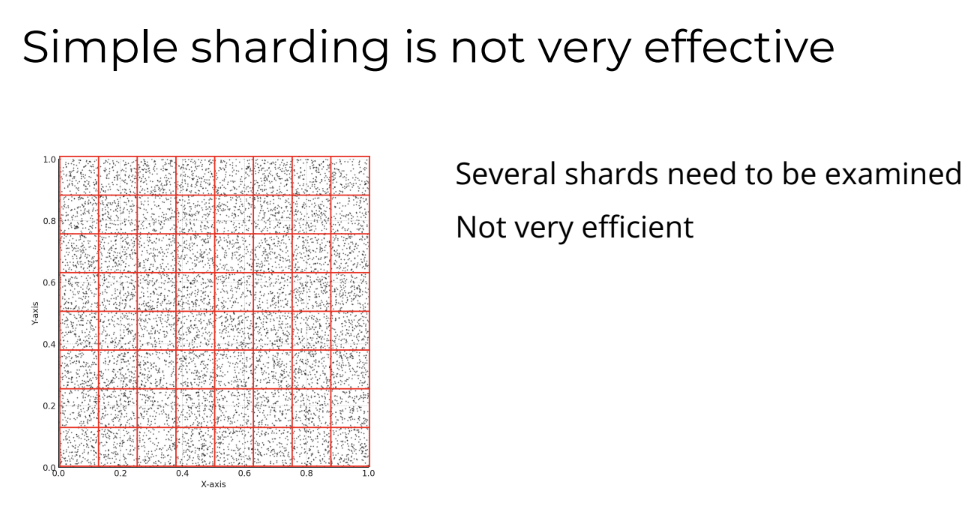 Simple sharding is not very effective
Several shards need to be examined
Not very efficient
1.0
0.8
0.6
0.4
0.2
0.0
Y-axis
0.0 0.2 0.4 0.6 0.8 1.0
X-axis